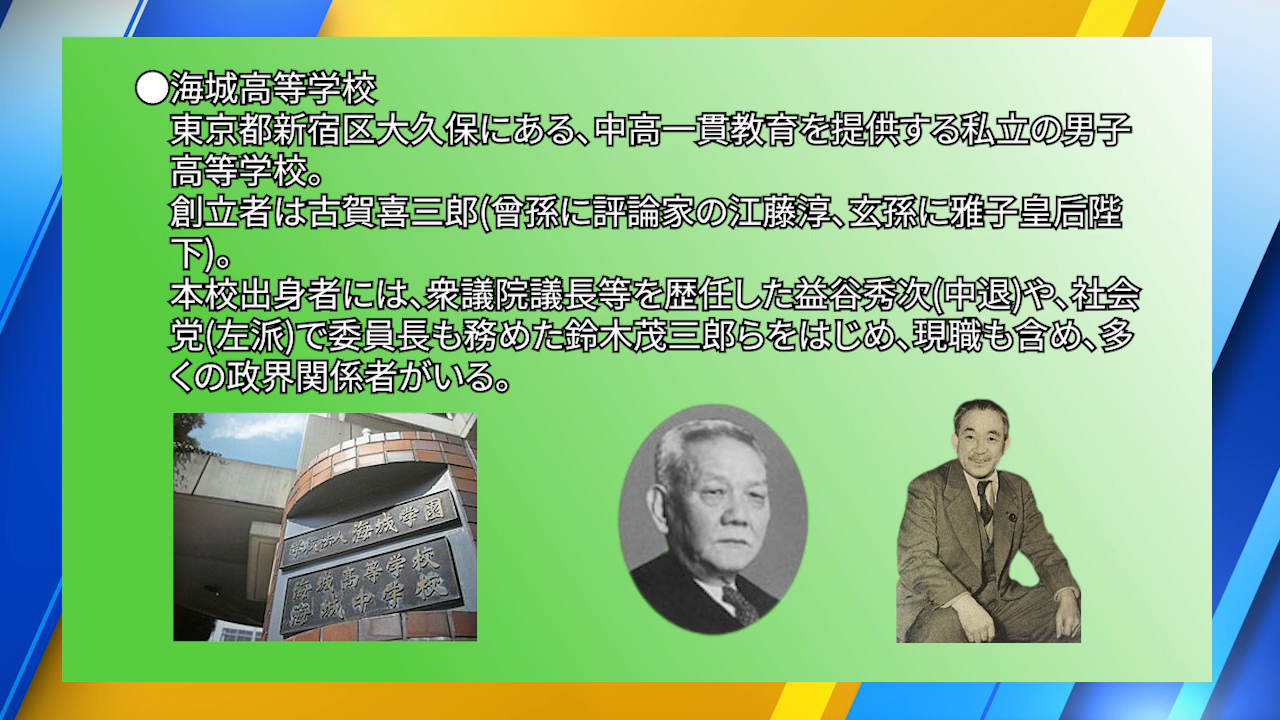 ●海城高等学校
東京都新宿区大久保にある、中高一貫教育を提供する私立の男子
高等学校。
創立者は古賀喜三郎(曾孫に評論家の江藤淳、玄孫に雅子皇后陛
下)。
本校出身者には、衆議院議長等を歴任した益谷秀次(中退)や、社会
党(左派)で委員長も務めた鈴木茂三郎らをはじめ、現職も含め、多
くの政界関係者がいる。
学校法人 海城学園
海城高等学校
海城中学校